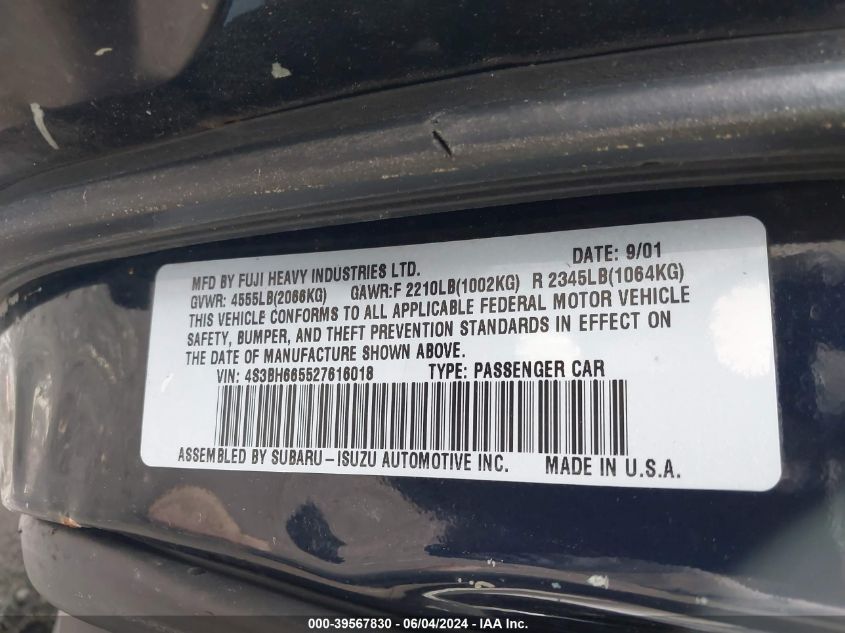 DATE: 9/01
MFD BY FUJI HEAVY INDUSTRIES LTD.
GVWR: 4555LB(2066KG) GAWR:F 2210LB(1002KG) R 2345LB(1064KG)
THIS VEHICLE CONFORMS TO ALL APPLICABLE FEDERAL MOTOR VEHICLE
SAFETY, BUMPER, AND THEFT PREVENTION STANDARDS IN EFFECT ON
THE DATE OF MANUFACTURE SHOWN ABOVE.
VIN: 4S3BH665527616018 TYPE: PASSENGER CAR
ASSEMBLED BY SUBARU-ISUZU AUTOMOTIVE INC. MADE IN U.S.A.
000-39567830 - 06/04/2024 - IAA Inc.